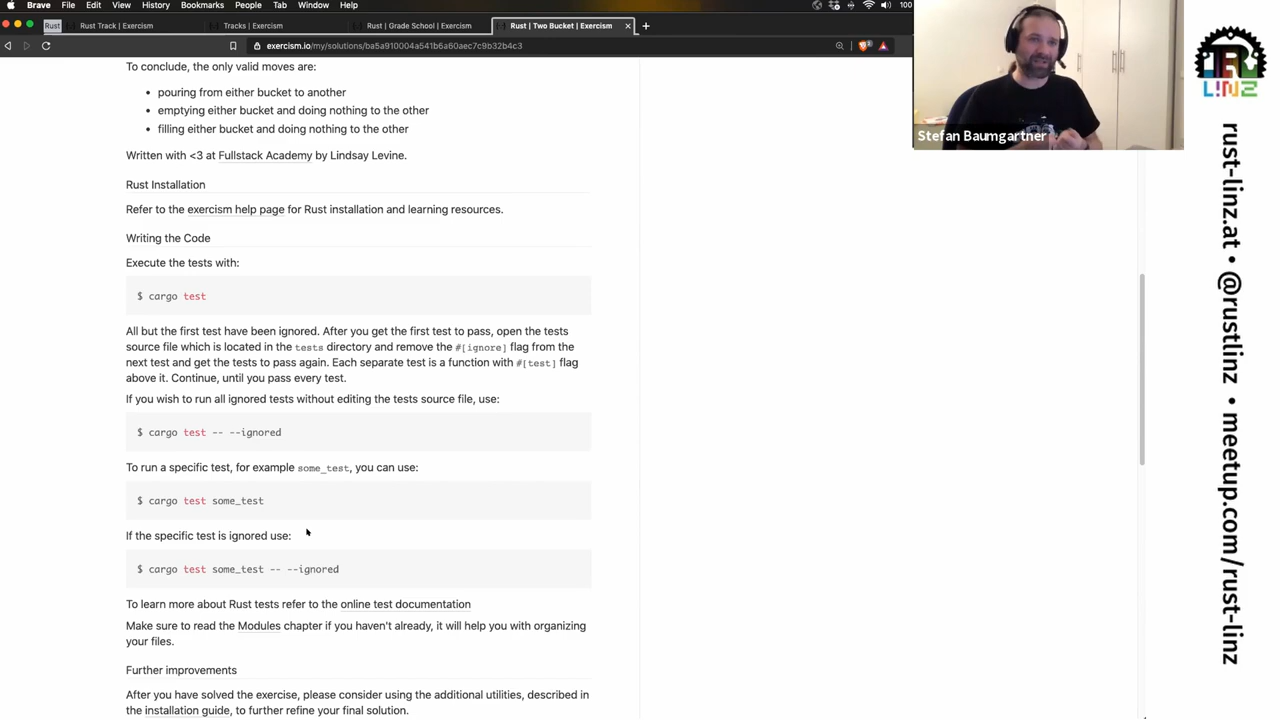 Brave File Edit View History Bookmarks People Tab Window Help 100
Rust Rust Track | Exercism Tracks | Exercism Rust | Grade School | Exercism Rust | Two Bucket | Exercism
exercism.io/my/solutions/ba5a910004a541b6a60aec7c9b32b4c3
To conclude, the only valid moves are:
• pouring from either bucket to another
• emptying either bucket and doing nothing to the other
• filling either bucket and doing nothing to the other
Written with <3 at Fullstack Academy by Lindsay Levine.
Rust Installation
Refer to the exercism help page for Rust installation and learning resources.
Writing the Code
Execute the tests with:
$ cargo test
All but the first test have been ignored. After you get the first test to pass, open the tests
source file which is located in the tests directory and remove the #[ignore] flag from the
next test and get the tests to pass again. Each separate test is a function with #[test] flag
above it. Continue, until you pass every test.
If you wish to run all ignored tests without editing the tests source file, use:
$ cargo test -- --ignored
To run a specific test, for example some_test, you can use:
$ cargo test some_test
If the specific test is ignored use:
$ cargo test some_test -- --ignored
To learn more about Rust tests refer to the online test documentation
Make sure to read the Modules chapter if you haven't already, it will help you with organizing
your files.
Further improvements
After you have solved the exercise, please consider using the additional utilities, described in
the installation guide, to further refine your final solution.
Stefan Baumgartner
R
L!NZ
rust-linz.at • @rustlinz • meetup.com/rust-linz